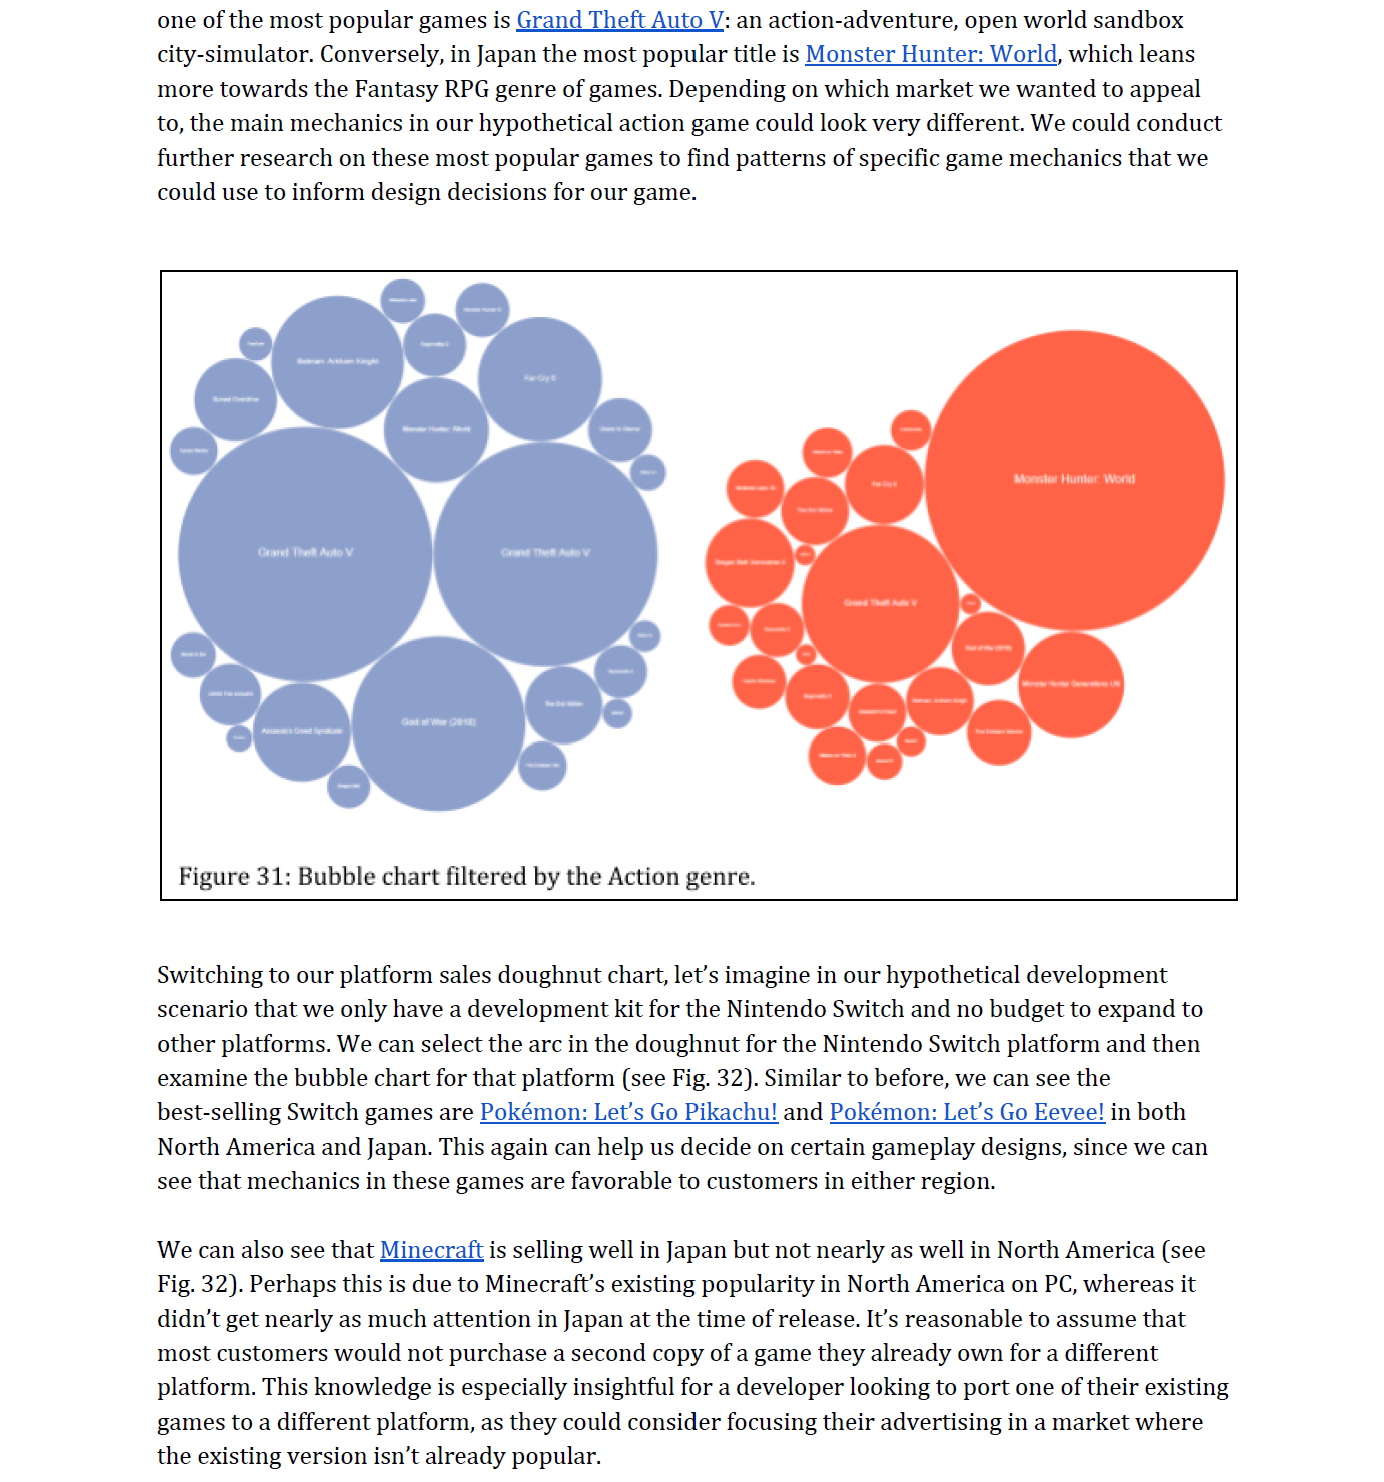 one of the most popular games is Grand Theft Auto V: an action-adventure, open world sandbox
city-simulator. Conversely, in Japan the most popular title is Monster Hunter: World, which leans
more towards the Fantasy RPG genre of games. Depending on which market we wanted to appeal
to, the main mechanics in our hypothetical action game could look very different. We could conduct
further research on these most popular games to find patterns of specific game mechanics that we
could use to inform design decisions for our game.
Batman: Arkham Knight
Far Cry 5
Sunset Overdrive
Monster Hunter: World
Grand Theft Auto V
Grand Theft Auto V
God of War (2018)
Assassin's Creed Syndicate
The Evil Within
Monster Hunter: World
Far Cry 5
The Evil Within
Grand Theft Auto V
God of War (2018)
Batman: Arkham Knight
Figure 31: Bubble chart filtered by the Action genre.
Switching to our platform sales doughnut chart, let’s imagine in our hypothetical development
scenario that we only have a development kit for the Nintendo Switch and no budget to expand to
other platforms. We can select the arc in the doughnut for the Nintendo Switch platform and then
examine the bubble chart for that platform (see Fig. 32). Similar to before, we can see the
best-selling Switch games are Pokémon: Let’s Go Pikachu! and Pokémon: Let’s Go Eevee! in both
North America and Japan. This again can help us decide on certain gameplay designs, since we can
see that mechanics in these games are favorable to customers in either region.
We can also see that Minecraft is selling well in Japan but not nearly as well in North America (see
Fig. 32). Perhaps this is due to Minecraft’s existing popularity in North America on PC, whereas it
didn’t get nearly as much attention in Japan at the time of release. It’s reasonable to assume that
most customers would not purchase a second copy of a game they already own for a different
platform. This knowledge is especially insightful for a developer looking to port one of their existing
games to a different platform, as they could consider focusing their advertising in a market where
the existing version isn’t already popular.